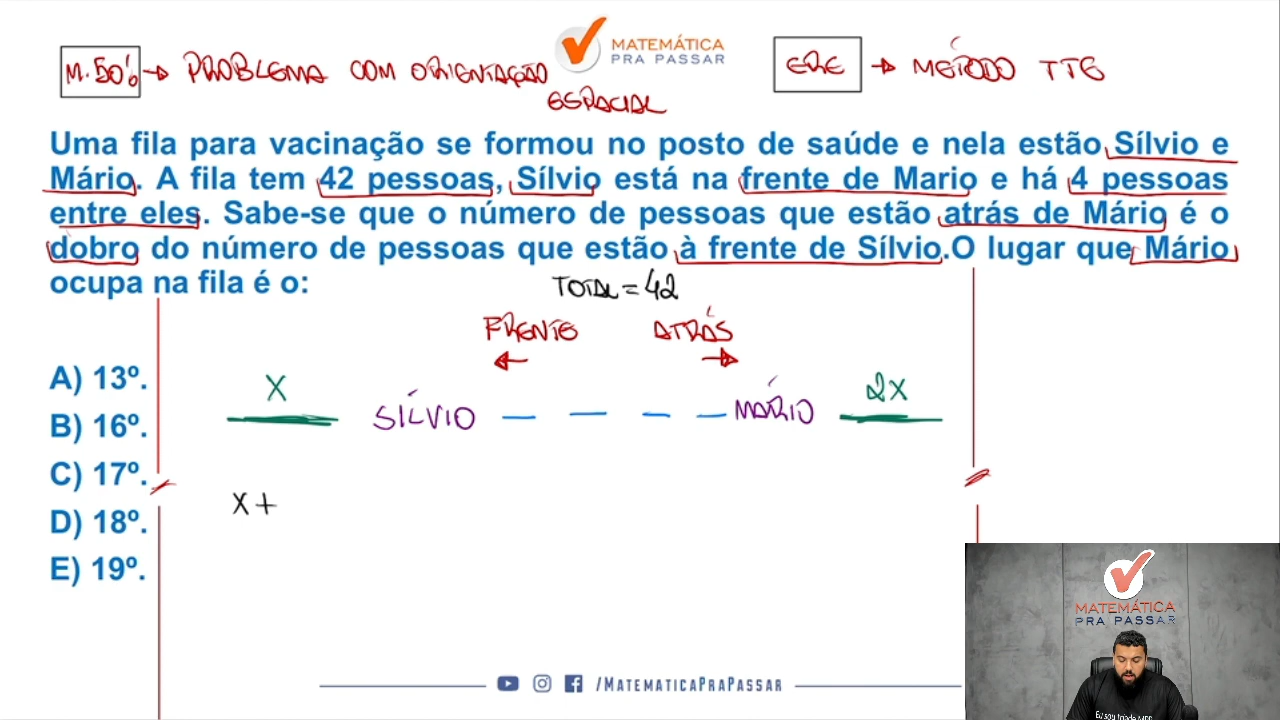 M.50% → PROBLEMA COM ORIENTAÇÃO
ESPACIAL
MATEMÁTICA
PRA PASSAR
ERE → MÉTODO TTE
Uma fila para vacinação se formou no posto de saúde e nela estão Sílvio e
Mário. A fila tem 42 pessoas, Sílvio está na frente de Mario e há 4 pessoas
entre eles. Sabe-se que o número de pessoas que estão atrás de Mário é o
dobro do número de pessoas que estão à frente de Sílvio.O lugar que Mário
ocupa na fila é o:
TOTAL = 42
FRENTE ATRÁS
A) 13º.
X 2X
SÍLVIO _ _ _ _ MÁRIO
B) 16º.
C) 17º.
X +
D) 18º.
E) 19º.
MATEMÁTICA
PRA PASSAR
/MATEMATICAPRAPASSAR